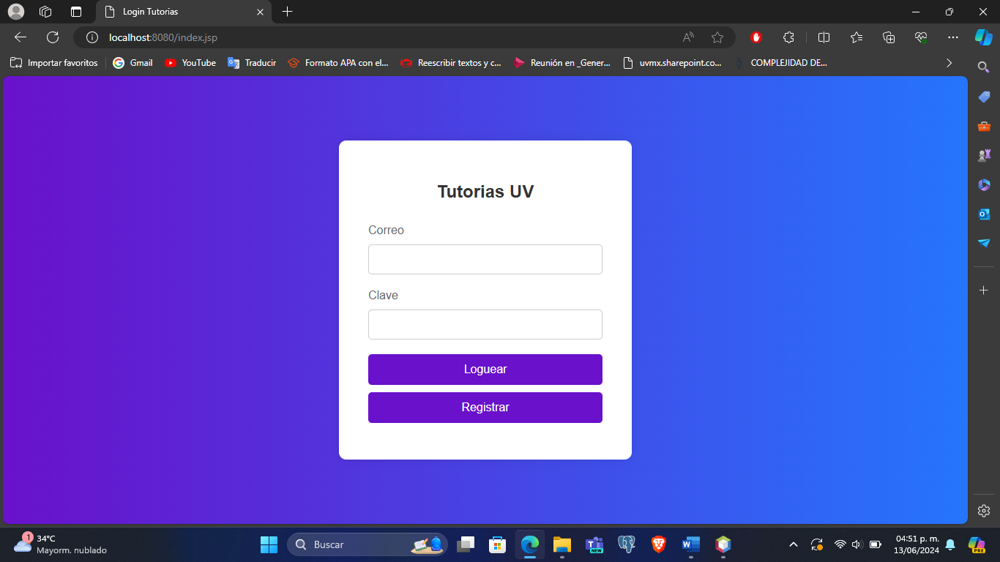 Login Tutorias
localhost:8080/index.jsp
Importar favoritos
Gmail
YouTube
Traducir
Formato APA con el...
Reescribir textos y c...
Reunión en _Gener...
uvmx.sharepoint.co...
COMPLEJIDAD DE...
Tutorias UV
Correo
Clave
Loguear
Registrar
1
34°C
Mayorm. nublado
Buscar
NEW
04:51 p. m.
13/06/2024
PRE